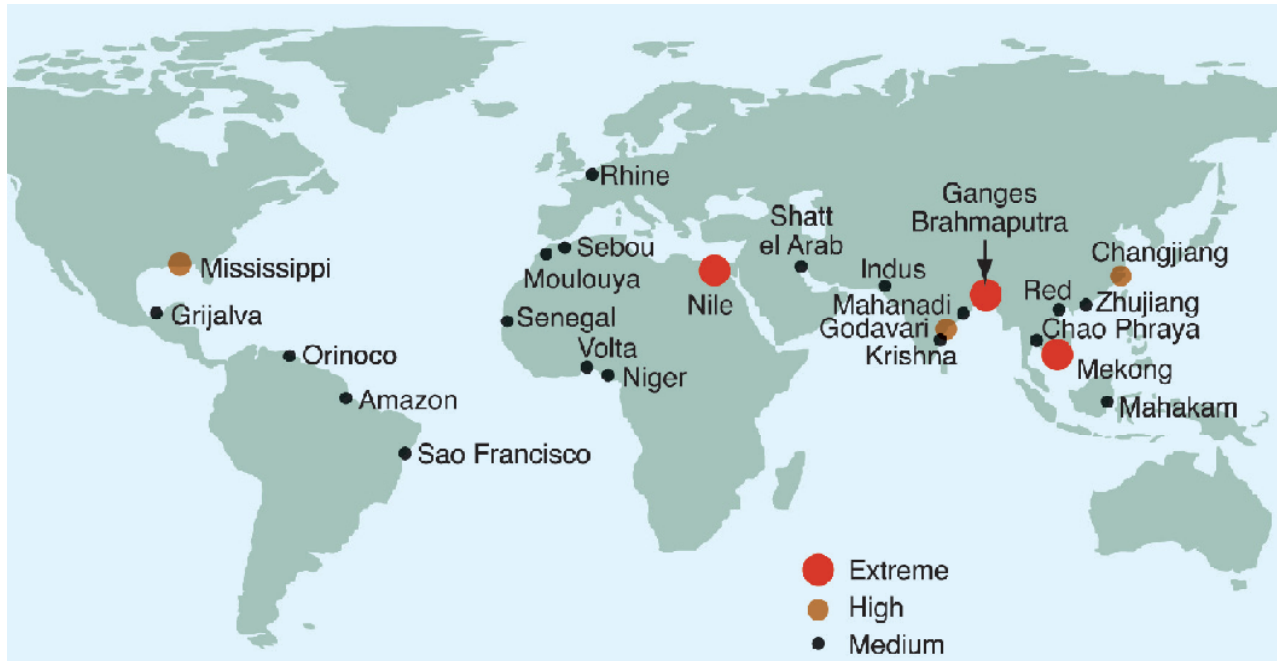 Rhine
Ganges
Brahmaputra
Shatt
el Arab
Sebou
Moulouya
Changjiang
Mississippi
Indus
Nile
Red
Zhujiang
Mahanadi
Grijalva
Senegal
Godavari
Chao Phraya
Volta
Krishna
Orinoco
Niger
Mekong
Amazon
Mahakam
Sao Francisco
Extreme
High
Medium